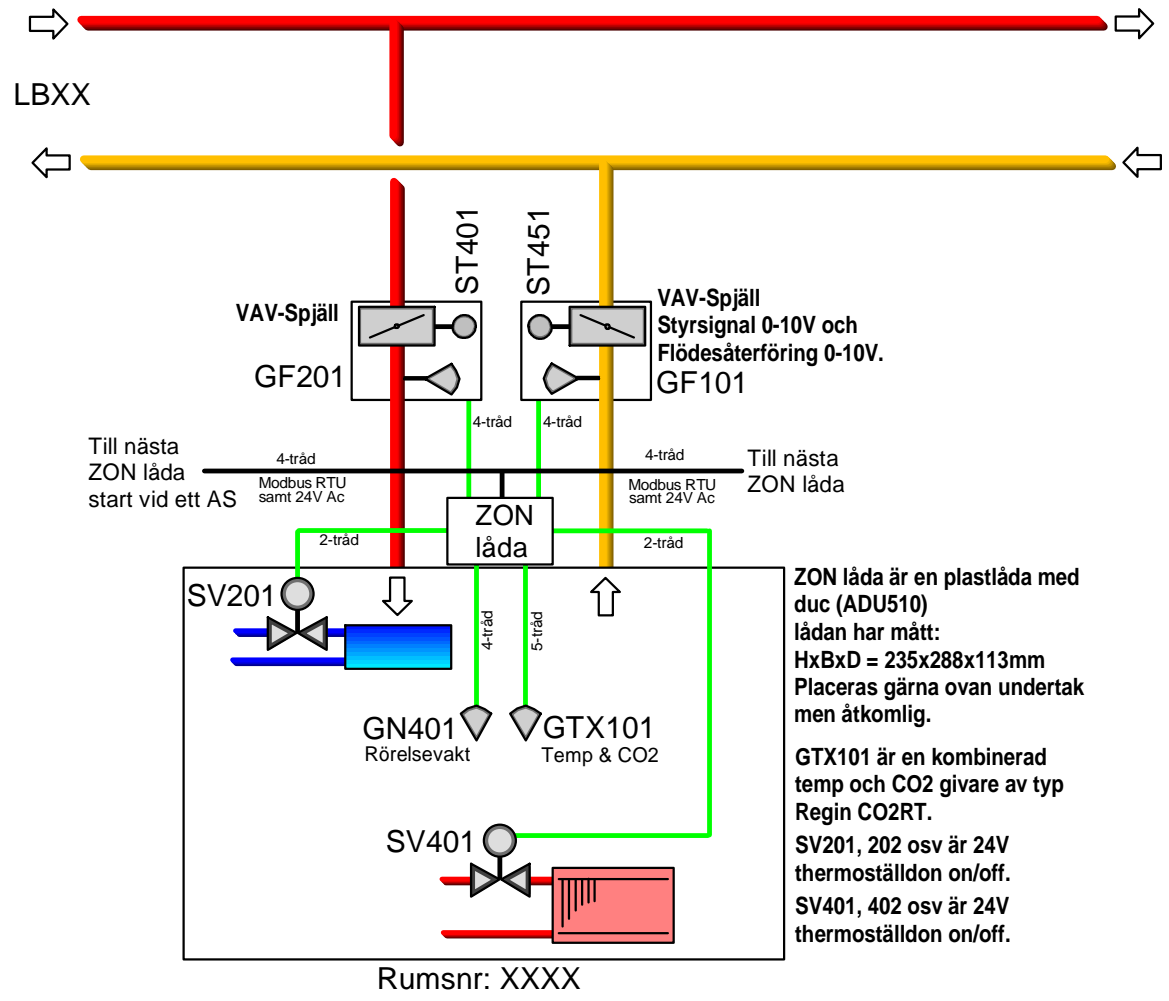 LBXX
ST401
ST451
VAV-Spjäll
VAV-Spjäll
Styrsignal 0-10V och
Flödesåterföring 0-10V.
GF201
GF101
4-tråd
4-tråd
Till nästa
ZON låda
start vid ett AS
4-tråd
Modbus RTU
samt 24V Ac
4-tråd
Modbus RTU
samt 24V Ac
Till nästa
ZON låda
ZON
låda
2-tråd
2-tråd
SV201
4-tråd
5-tråd
GN401
Rörelsevakt
GTX101
Temp & CO2
SV401
ZON låda är en plastlåda med
duc (ADU510)
lådan har mått:
HxBxD = 235x288x113mm
Placeras gärna ovan undertak
men åtkomlig.
GTX101 är en kombinerad
temp och CO2 givare av typ
Regin CO2RT.
SV201, 202 osv är 24V
thermoställdon on/off.
SV401, 402 osv är 24V
thermoställdon on/off.
Rumsnr: XXXX